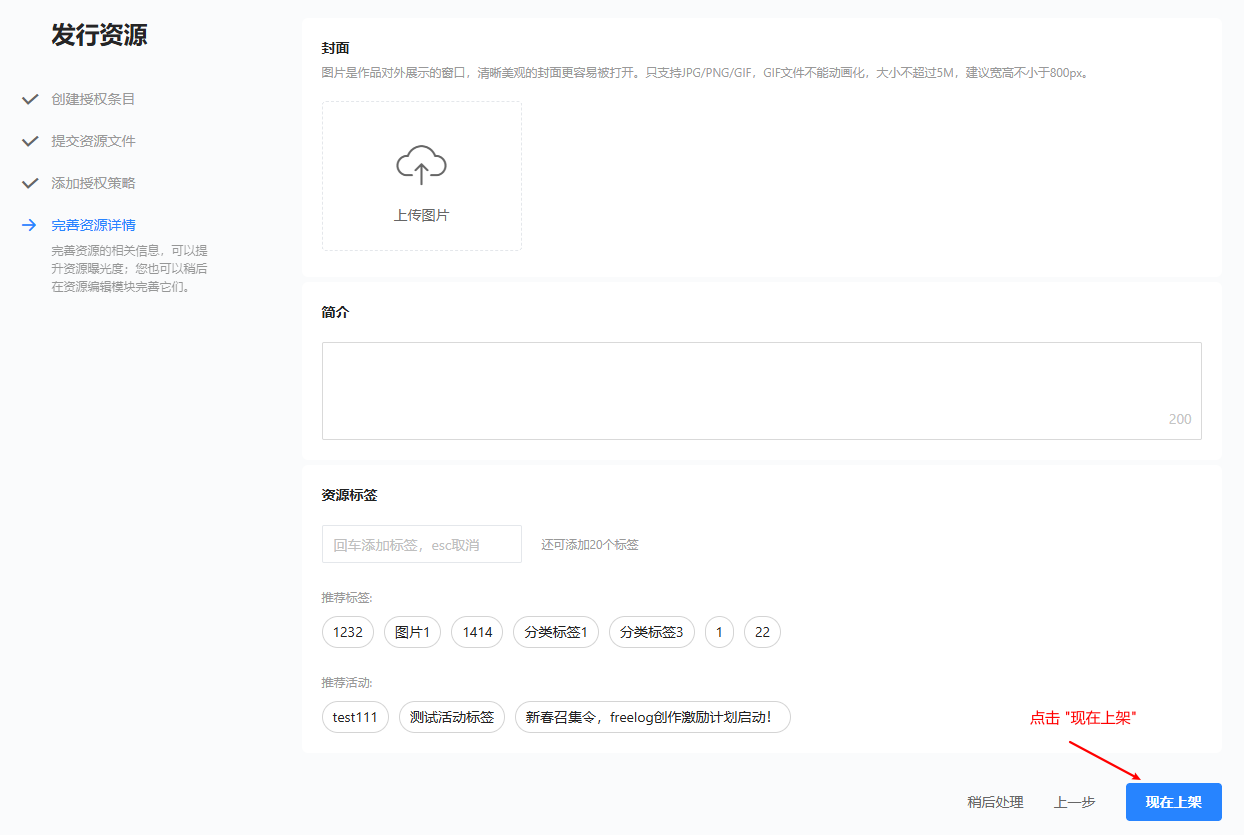 发行资源
创建授权条目
提交资源文件
添加授权策略
完善资源详情
完善资源的相关信息，可以提
升资源曝光度；您也可以稍后
在资源编辑模块完善它们。
封面
图片是作品对外展示的窗口，清晰美观的封面更容易被打开。只支持JPG/PNG/GIF，GIF文件不能动画化，大小不超过5M，建议宽高不小于800px。
上传图片
简介
200
资源标签
回车添加标签，esc取消 还可添加20个标签
推荐标签:
1232 图片1 1414 分类标签1 分类标签3 1 22
推荐活动:
test111 测试活动标签 新春召集令，freelog创作激励计划启动！
点击 "现在上架"
稍后处理 上一步 现在上架